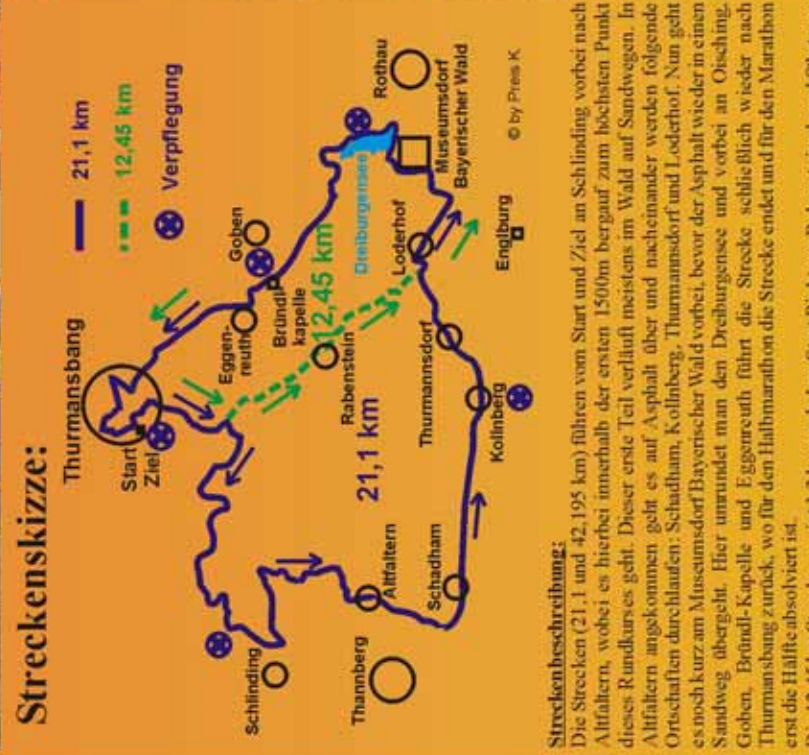 Streckenskizze:
Thurmansbang
Start
Ziel
21,1 km
12,45 km
Verpflegung
Goben
Eggen-
reuth
Bründl-
kapelle
12,45 km
Rabenstein
21,1 km
Schlinding
Thannberg
Altfaltern
Schadham
Thurmannsdorf
Kollnberg
Loderhof
Dreiburgensee
Rothau
Museumsdorf
Bayerischer Wald
Englburg
© by Preis K
Streckenbeschreibung:
Die Strecken (21,1 und 42,195 km) führen vom Start und Ziel an Schlinding vorbei nach
Altfaltern, wobei es hierbei innerhalb der ersten 1500m bergauf zum höchsten Punkt
dieses Rundkurses geht. Dieser erste Teil verläuft meistens im Wald auf Sandwegen. In
Altfaltern angekommen geht es auf Asphalt über und nacheinander werden folgende
Ortschaften durchlaufen: Schadham, Kollnberg, Thurmannsdorf und Loderhof. Nun geht
es noch kurz am Museumsdorf Bayerischer Wald vorbei, bevor der Asphalt wieder in einen
Sandweg übergeht. Hier umrundet man den Dreiburgensee und vorbei an Oisching,
Goben, Bründl-Kapelle und Eggenreuth führt die Strecke schließlich wieder nach
Thurmansbang zurück, wo für den Halbmarathon die Strecke endet und für den Marathon
erst die Hälfte absolviert ist.